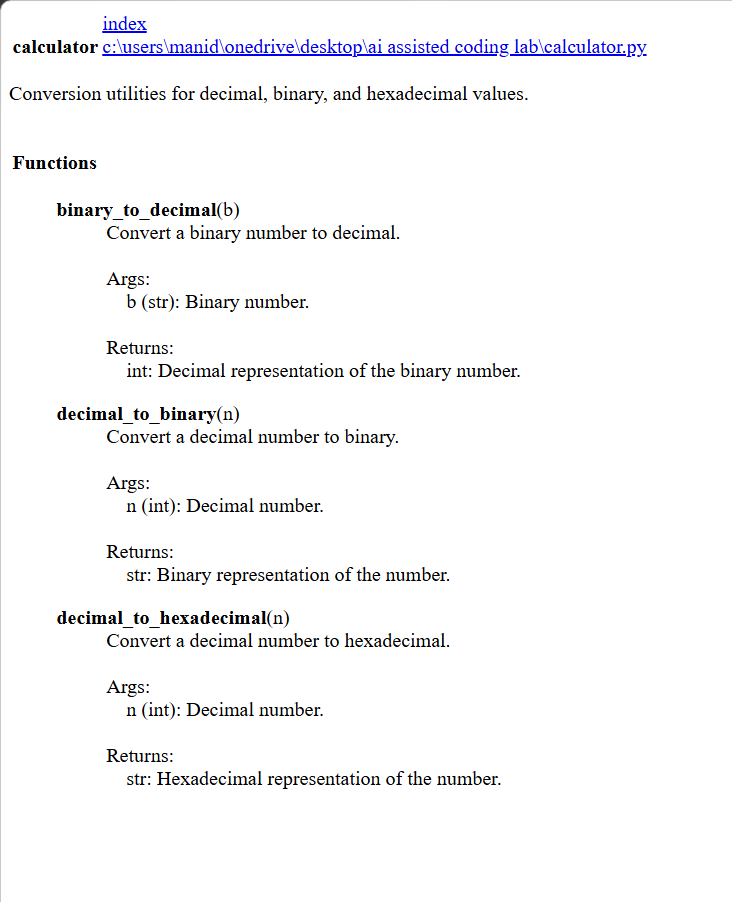 index
calculator c:\users\manid\onedrive\desktop\ai assisted coding lab\calculator.py
Conversion utilities for decimal, binary, and hexadecimal values.
Functions
binary_to_decimal(b)
Convert a binary number to decimal.
Args:
b (str): Binary number.
Returns:
int: Decimal representation of the binary number.
decimal_to_binary(n)
Convert a decimal number to binary.
Args:
n (int): Decimal number.
Returns:
str: Binary representation of the number.
decimal_to_hexadecimal(n)
Convert a decimal number to hexadecimal.
Args:
n (int): Decimal number.
Returns:
str: Hexadecimal representation of the number.